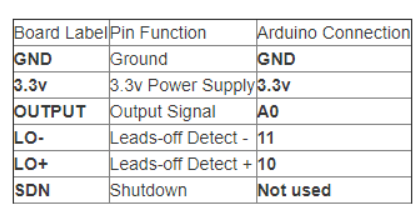 Board Label Pin Function Arduino Connection
GND Ground GND
3.3v 3.3v Power Supply 3.3v
OUTPUT Output Signal A0
LO- Leads-off Detect - 11
LO+ Leads-off Detect + 10
SDN Shutdown Not used